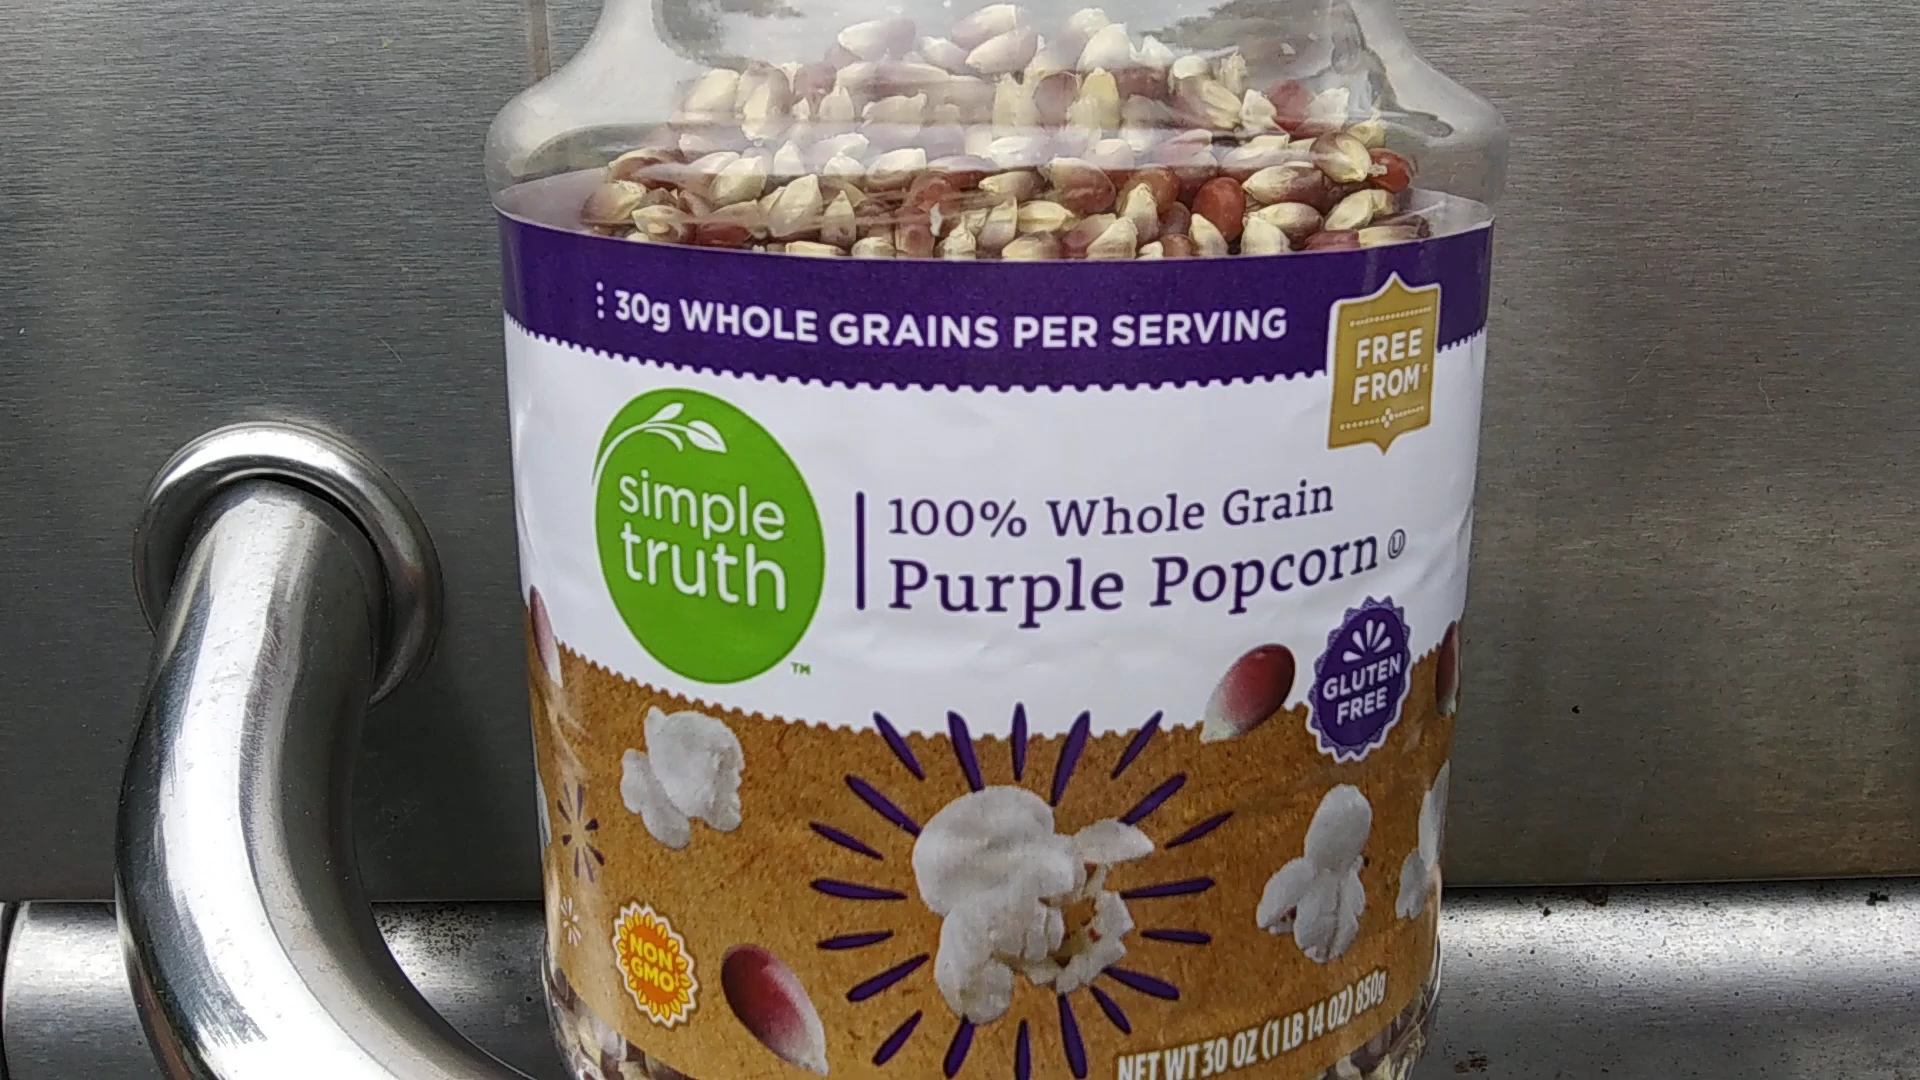 30g WHOLE GRAINS PER SERVING
FREE
FROM
simple
truth
TM
100% Whole Grain
Purple Popcorn Ⓤ
GLUTEN
FREE
NON
GMO
NET WT 30 OZ (1 LB 14 OZ) 850g